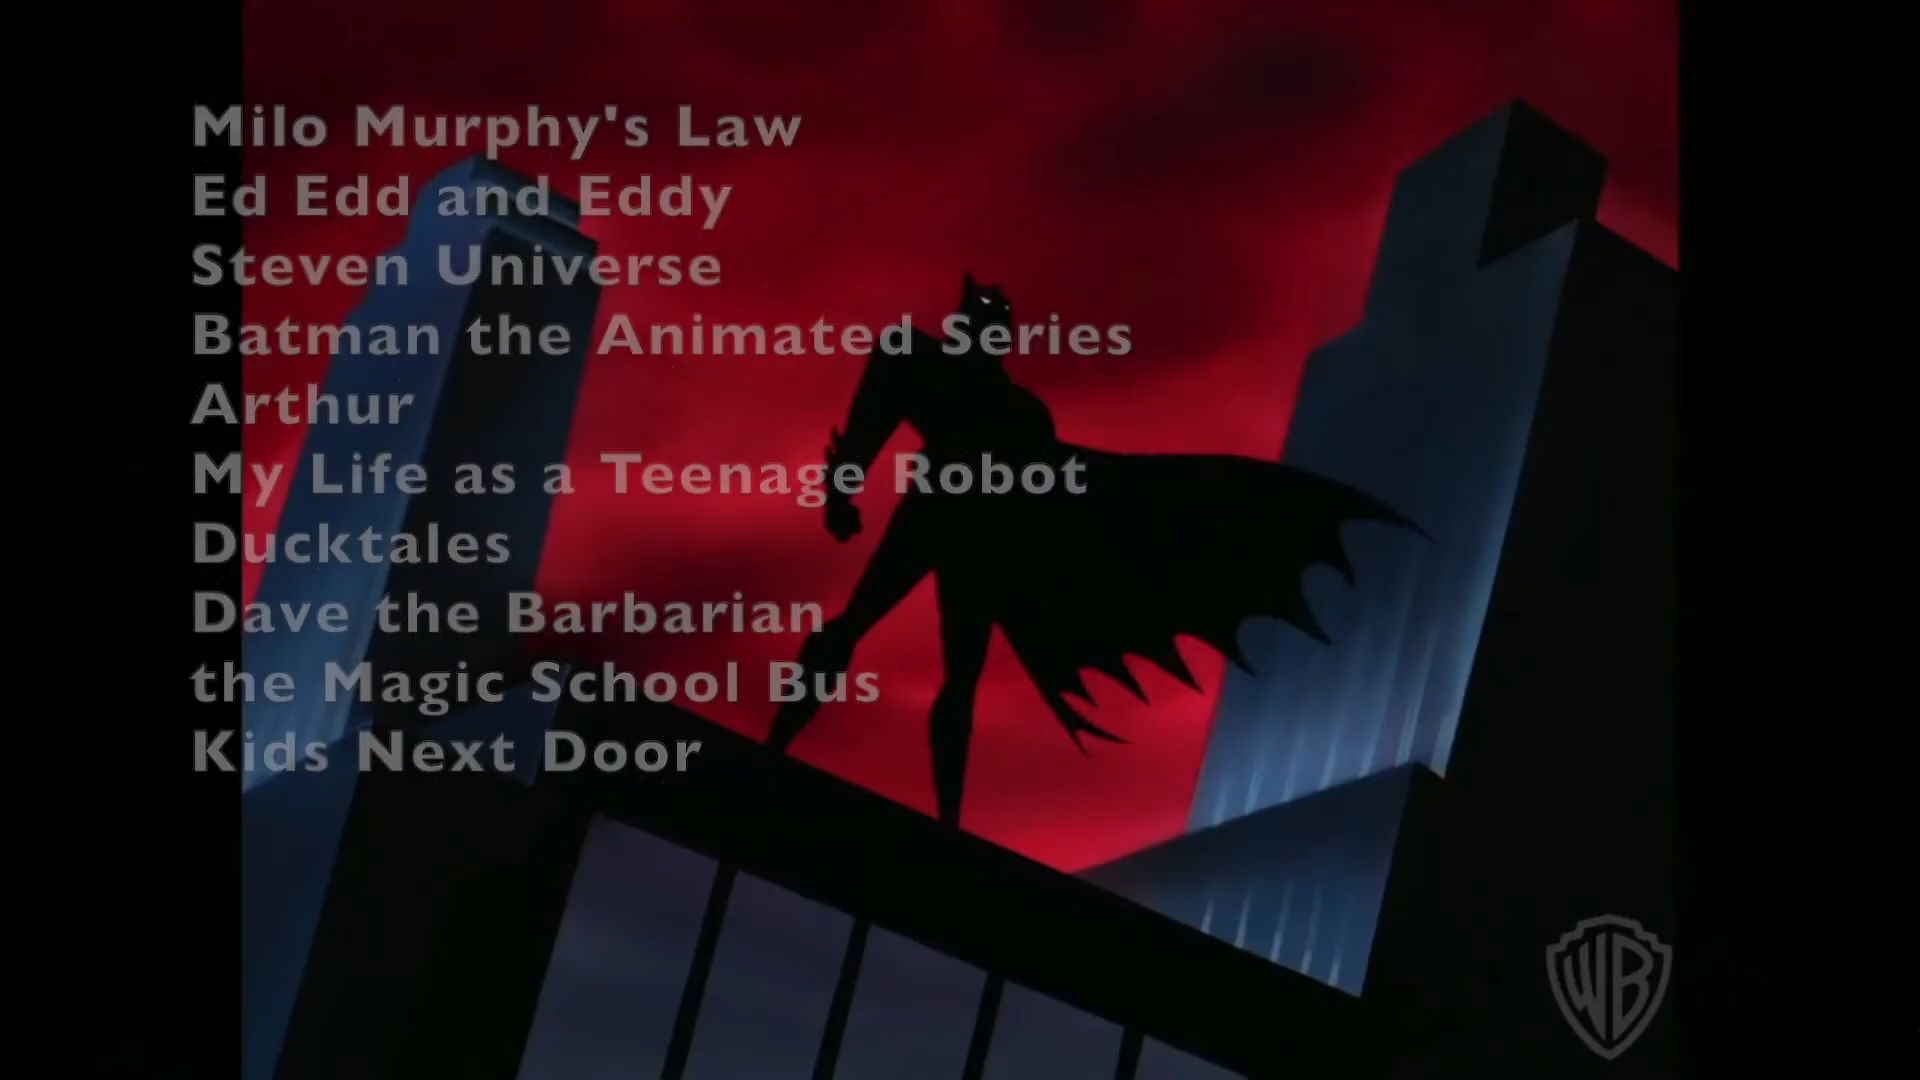 Milo Murphy's Law
Ed Edd and Eddy
Steven Universe
Batman the Animated Series
Arthur
My Life as a Teenage Robot
Ducktales
Dave the Barbarian
the Magic School Bus
Kids Next Door
WB